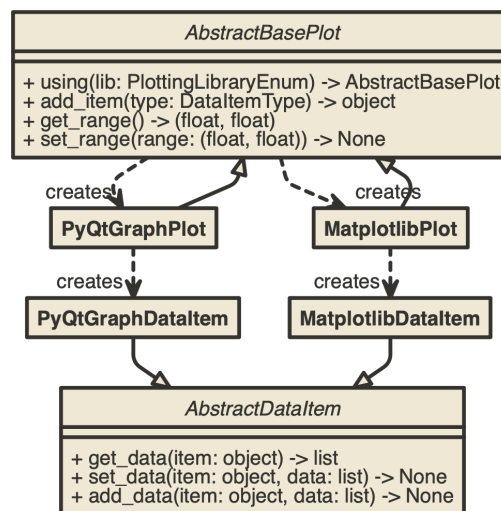 AbstractBasePlot
+ using(lib: PlottingLibraryEnum) -> AbstractBasePlot
+ add_item(type: DataItemType) -> object
+ get_range() -> (float, float)
+ set_range(range: (float, float)) -> None
creates creates
PyQtGraphPlot MatplotlibPlot
creates creates
PyQtGraphDataItem MatplotlibDataItem
AbstractDataItem
+ get_data(item: object) -> list
+ set_data(item: object, data: list) -> None
+ add_data(item: object, data: list) -> None